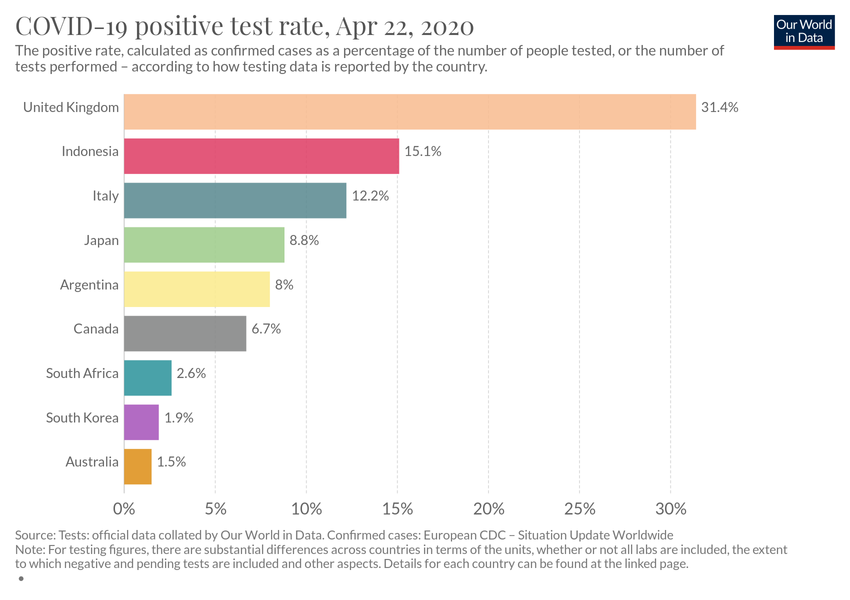 COVID-19 positive test rate, Apr 22, 2020
Our World
in Data
The positive rate, calculated as confirmed cases as a percentage of the number of people tested, or the number of
tests performed – according to how testing data is reported by the country.
United Kingdom 31.4%
Indonesia 15.1%
Italy 12.2%
Japan 8.8%
Argentina 8%
Canada 6.7%
South Africa 2.6%
South Korea 1.9%
Australia 1.5%
0% 5% 10% 15% 20% 25% 30%
Source: Tests: official data collated by Our World in Data. Confirmed cases: European CDC – Situation Update Worldwide
Note: For testing figures, there are substantial differences across countries in terms of the units, whether or not all labs are included, the extent
to which negative and pending tests are included and other aspects. Details for each country can be found at the linked page.
•